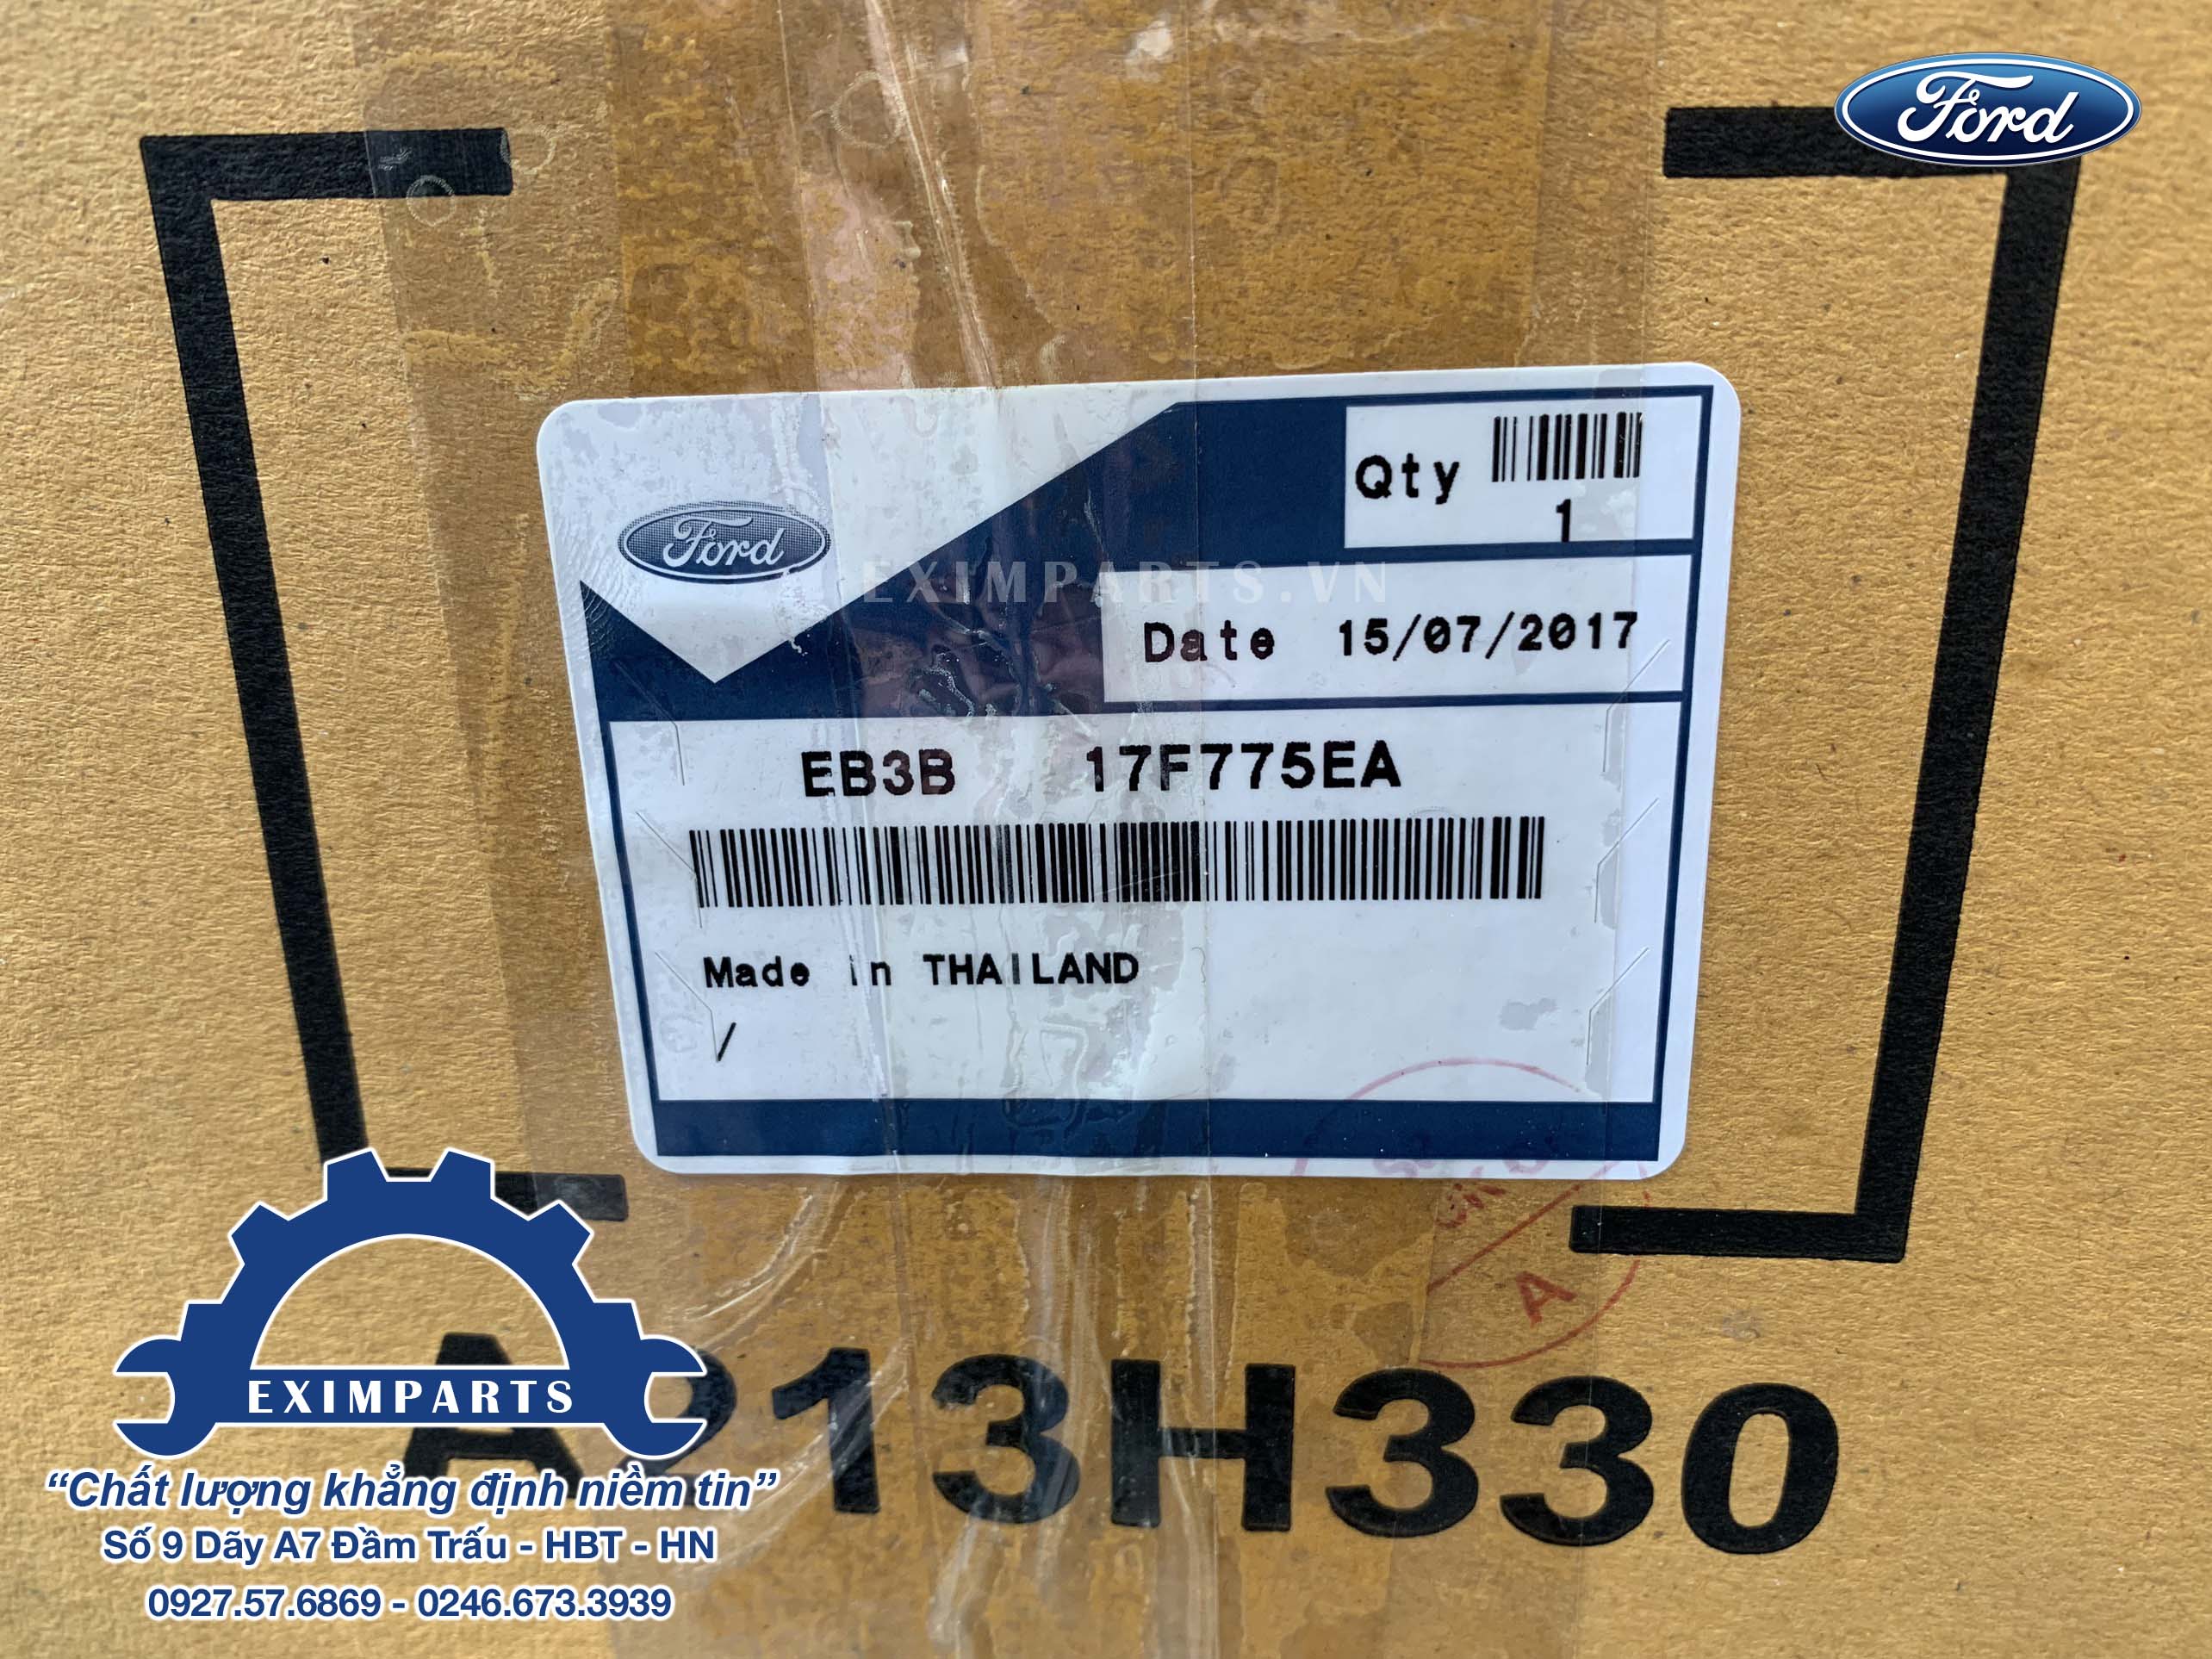 Ford
Ford
Qty
1
EXIMPARTS.VN
Date 15/07/2017
EB3B 17F775EA
Made in THAILAND
/
A
A213H330
EXIMPARTS
“Chất lượng khẳng định niềm tin”
Số 9 Dãy A7 Đầm Trấu - HBT - HN
0927.57.6869 - 0246.673.3939